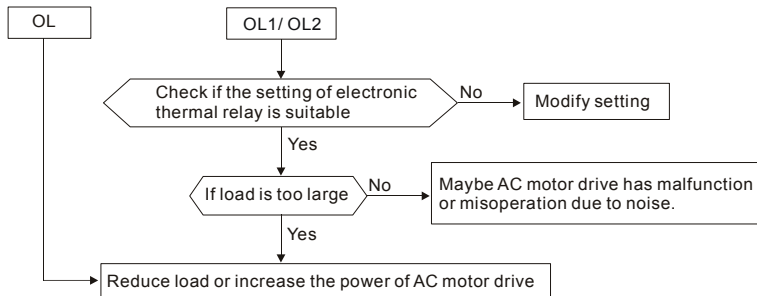 OL
OL1/ OL2
Check if the setting of electronic
thermal relay is suitable
No
Modify setting
Yes
If load is too large
No
Maybe AC motor drive has malfunction
or misoperation due to noise.
Yes
Reduce load or increase the power of AC motor drive